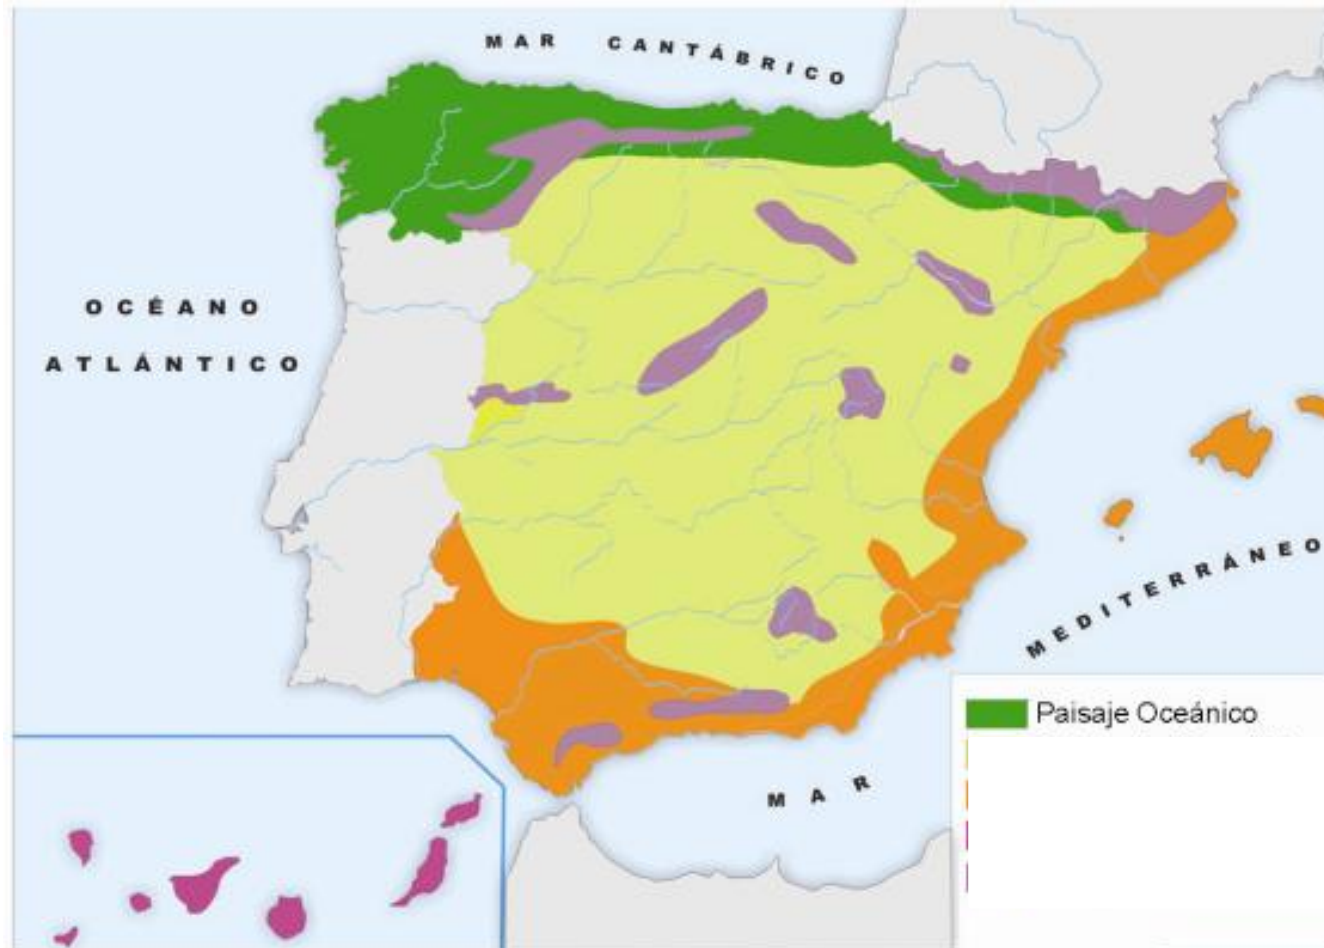 MAR CANTÁBRICO
OCÉANO
ATLÁNTICO
MEDITERRÁNEO
Paisaje Oceánico
MAR